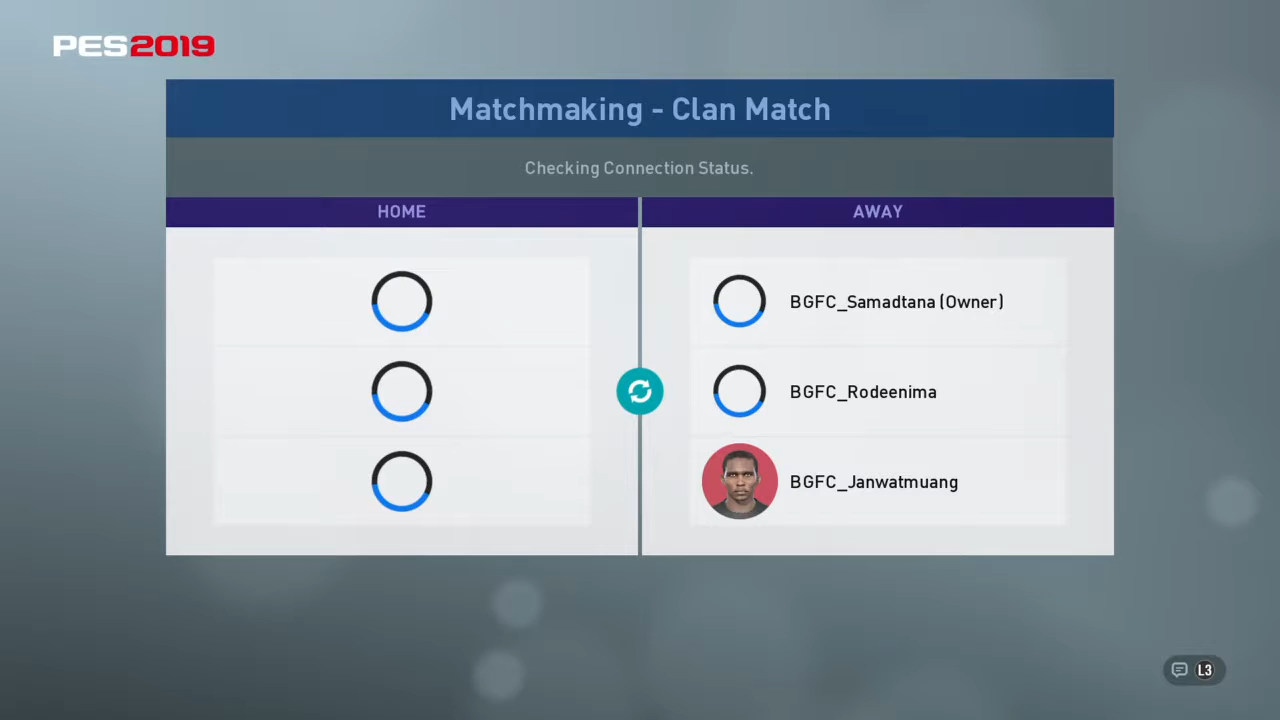 PES2019
Matchmaking - Clan Match
Checking Connection Status.
HOME
AWAY
BGFC_Samadtana (Owner)
BGFC_Rodeenima
BGFC_Janwatmuang
L3